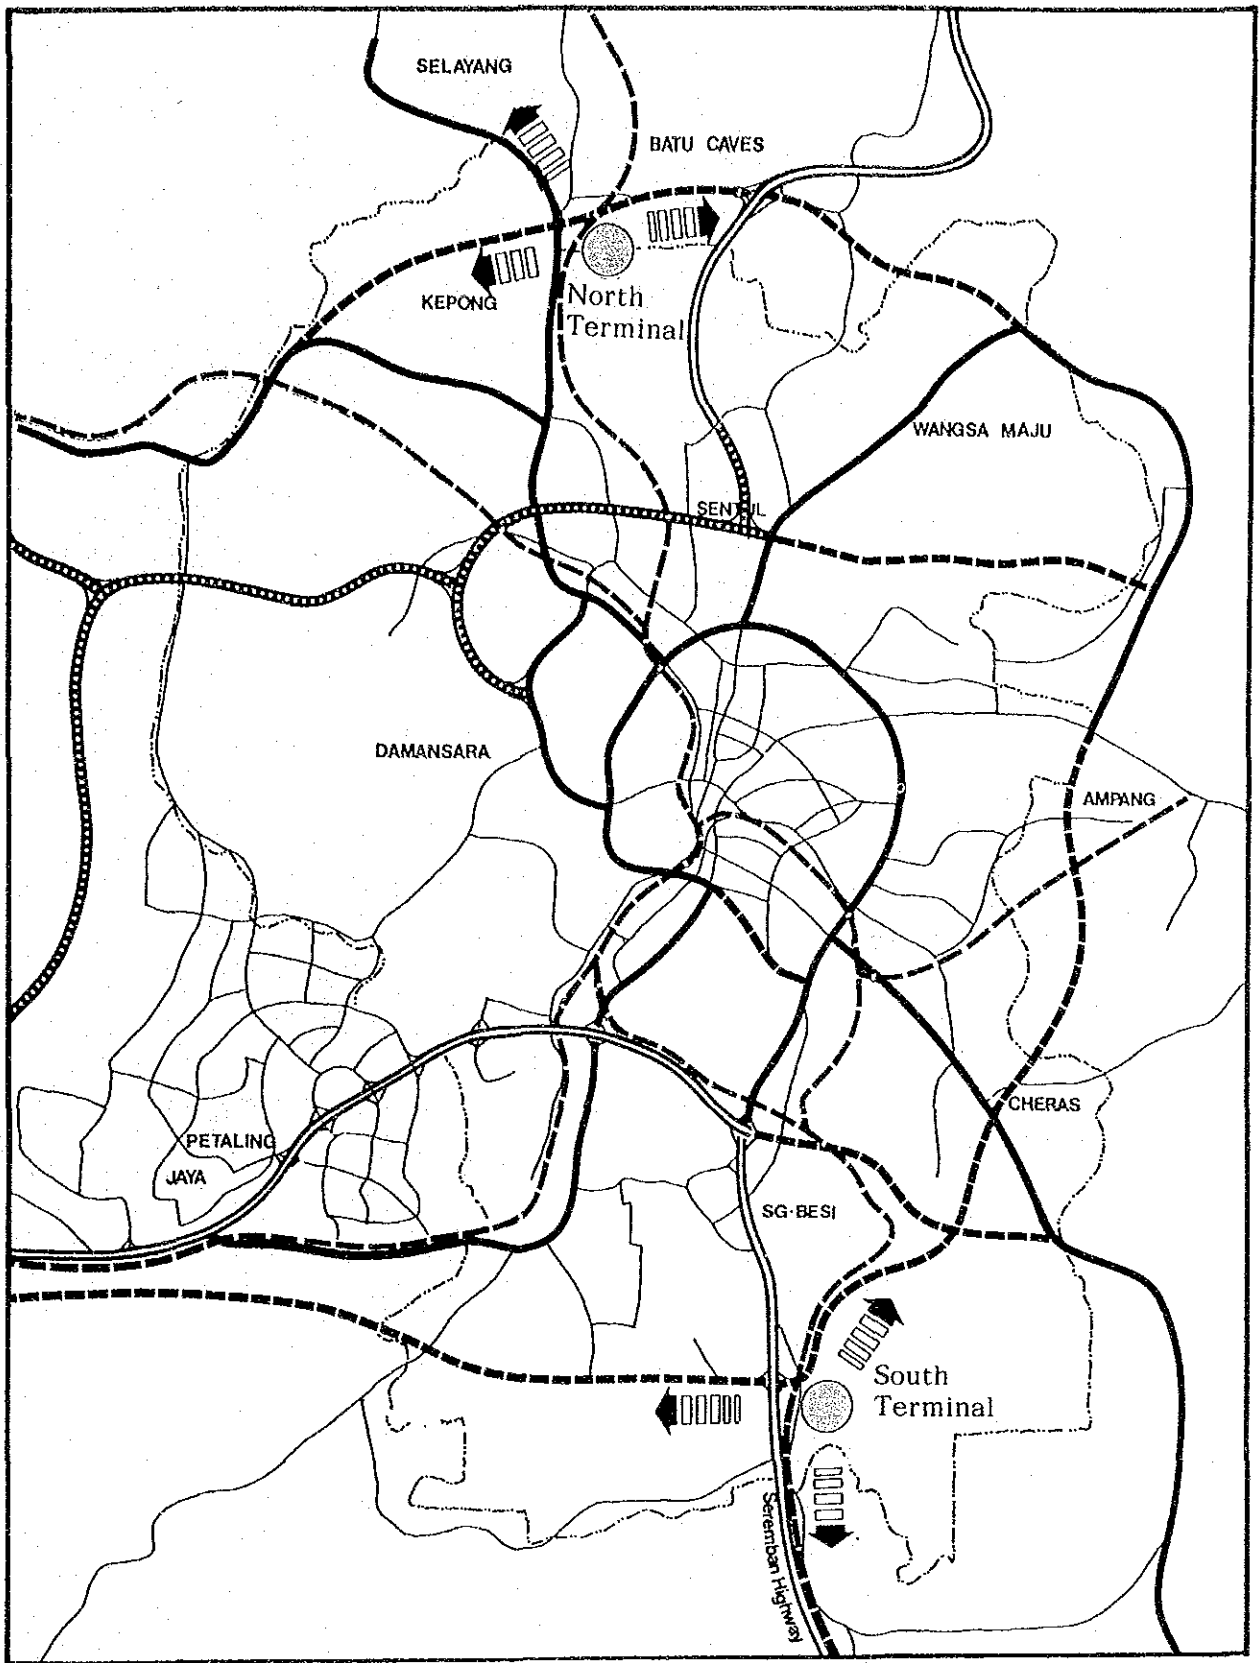 SELAYANG
BATU CAVES
KEPONG
North
Terminal
WANGSA MAJU
SENTUL
DAMANSARA
AMPANG
CHERAS
PETALING
JAYA
SG·BESI
South
Terminal
Seremban Highway